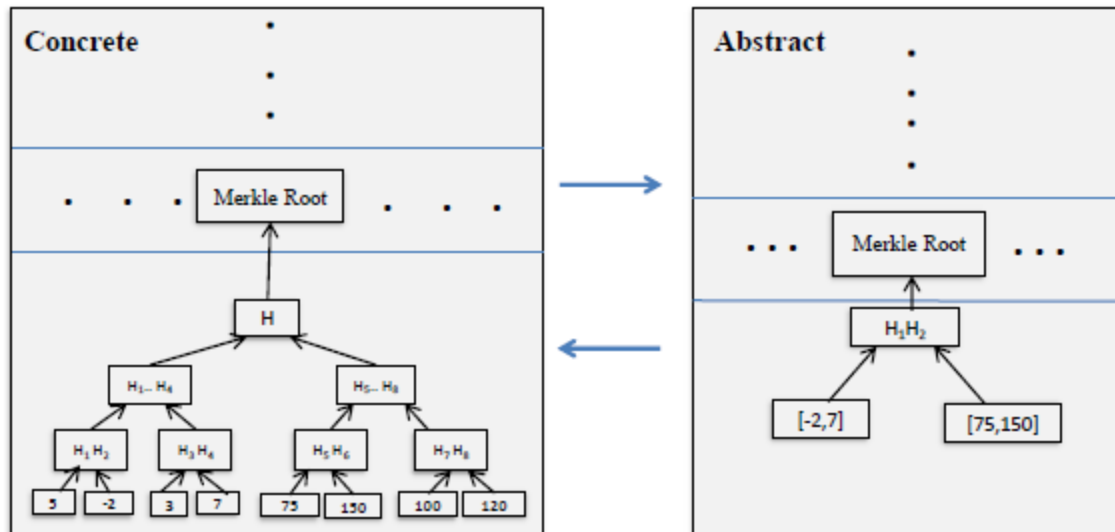 Concrete
Merkle Root
H
H₁.. H₄
H₅.. H₈
H₁ H₂
H₃ H₄
H₅ H₆
H₇ H₈
5
-2
3
7
75
150
100
120
Abstract
Merkle Root
H₁H₂
[-2,7]
[75,150]